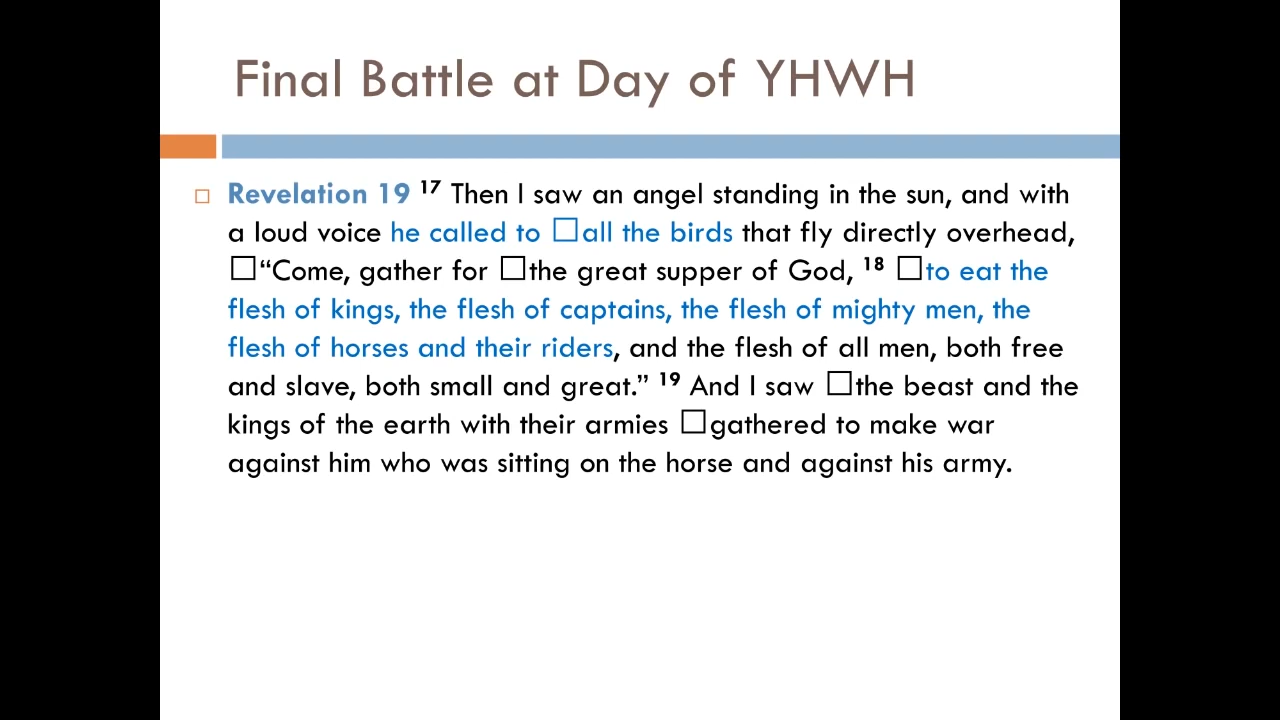 Final Battle at Day of YHWH
Revelation 19 ¹⁷ Then I saw an angel standing in the sun, and with
a loud voice he called to □all the birds that fly directly overhead,
□“Come, gather for □the great supper of God, ¹⁸ □to eat the
flesh of kings, the flesh of captains, the flesh of mighty men, the
flesh of horses and their riders, and the flesh of all men, both free
and slave, both small and great.” ¹⁹ And I saw □the beast and the
kings of the earth with their armies □gathered to make war
against him who was sitting on the horse and against his army.